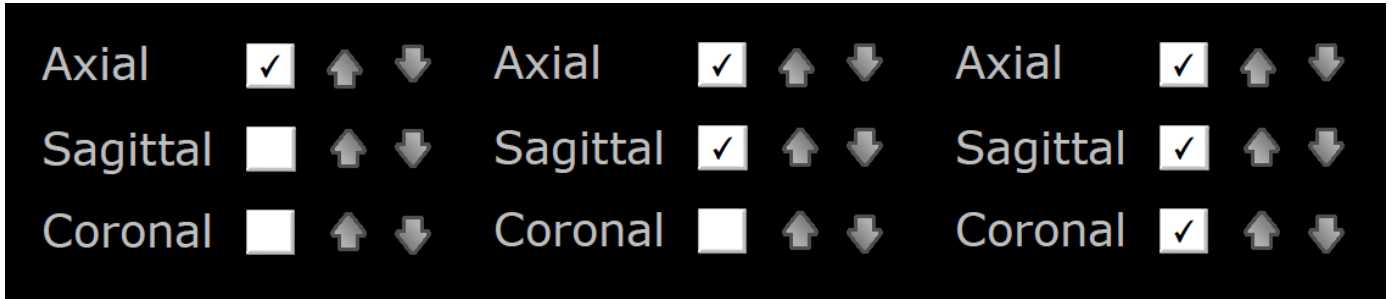 Axial ✓ Axial ✓ Axial ✓
Sagittal Sagittal ✓ Sagittal ✓
Coronal Coronal Coronal ✓